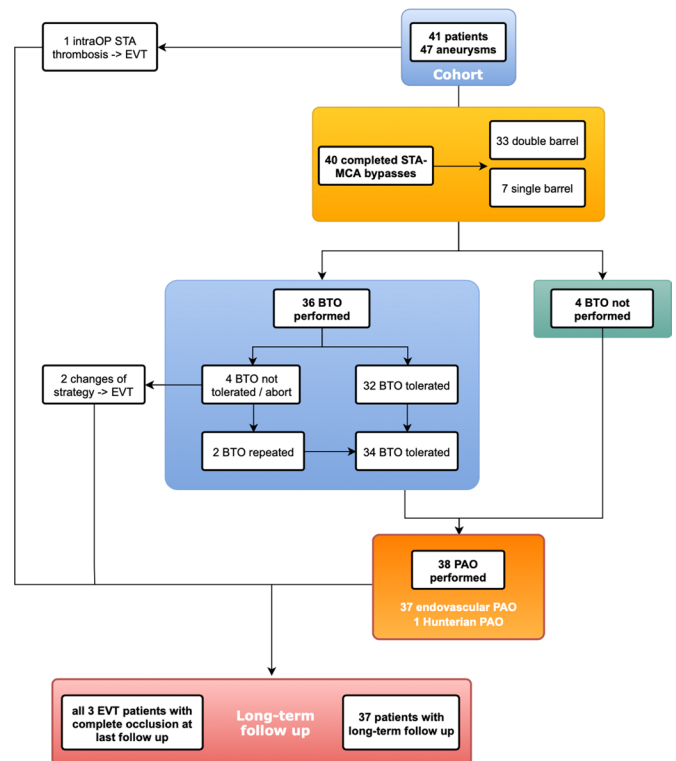 1 intraOP STA
thrombosis -> EVT
41 patients
47 aneurysms
Cohort
40 completed STA-
MCA bypasses
33 double barrel
7 single barrel
36 BTO
performed
4 BTO not
performed
2 changes of
strategy -> EVT
4 BTO not
tolerated / abort
32 BTO tolerated
2 BTO repeated
34 BTO tolerated
38 PAO
performed
37 endovascular PAO
1 Hunterian PAO
all 3 EVT patients with
complete occlusion at
last follow up
Long-term
follow up
37 patients with
long-term follow up